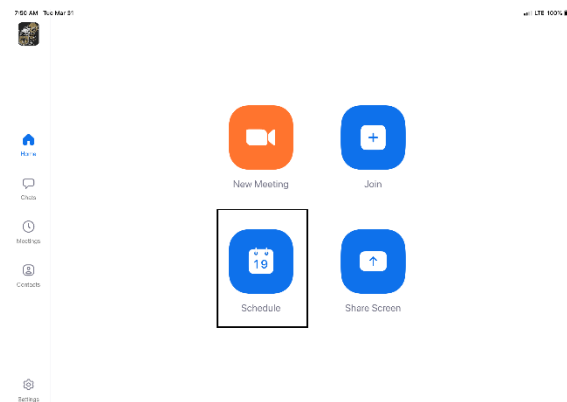 7:50 AM Tue Mar 31
LTE 100%
Home
Chats
Meetings
Contacts
Settings
New Meeting
Join
19
Schedule
Share Screen